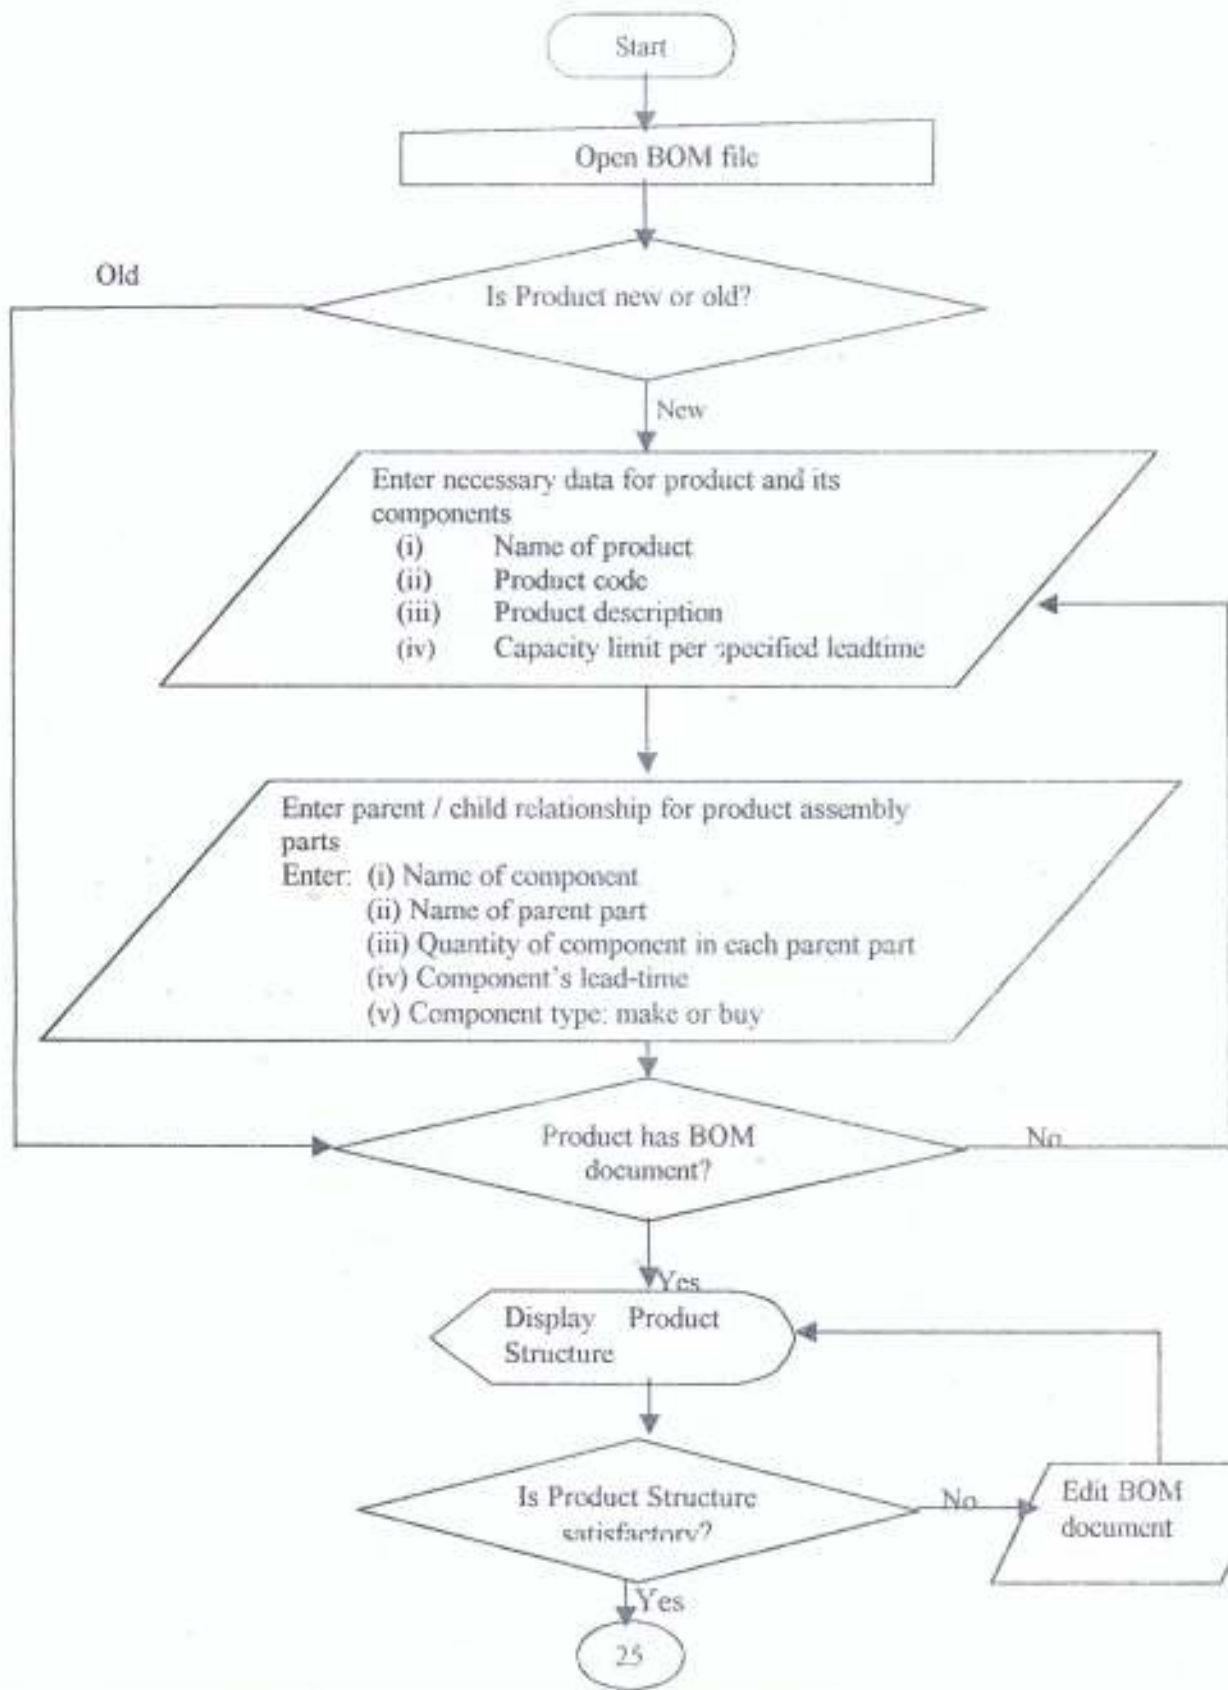 Start
Open BOM file
Old
Is Product new or old?
New
Enter necessary data for product and its
components
(i) Name of product
(ii) Product code
(iii) Product description
(iv) Capacity limit per specified leadtime
Enter parent / child relationship for product assembly
parts
Enter: (i) Name of component
(ii) Name of parent part
(iii) Quantity of component in each parent part
(iv) Component's lead-time
(v) Component type: make or buy
Product has BOM
document?
No
Yes
Display Product
Structure
Is Product Structure
satisfactory?
No
Edit BOM
document
Yes
25